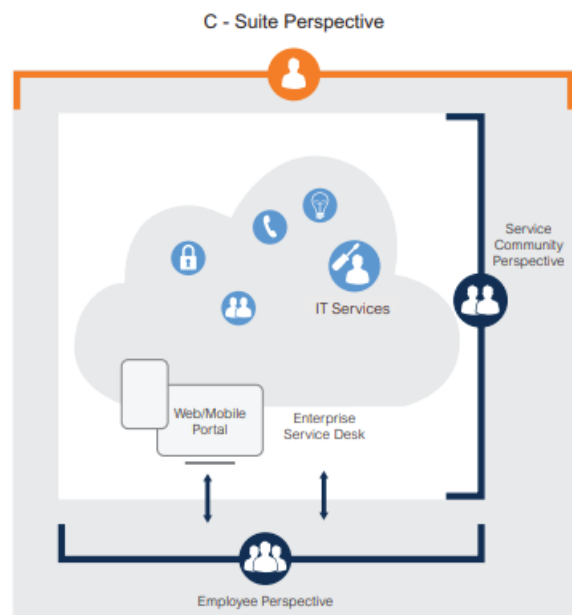 C - Suite Perspective
Service
Community
Perspective
IT Services
Web/Mobile
Portal
Enterprise
Service Desk
Employee Perspective